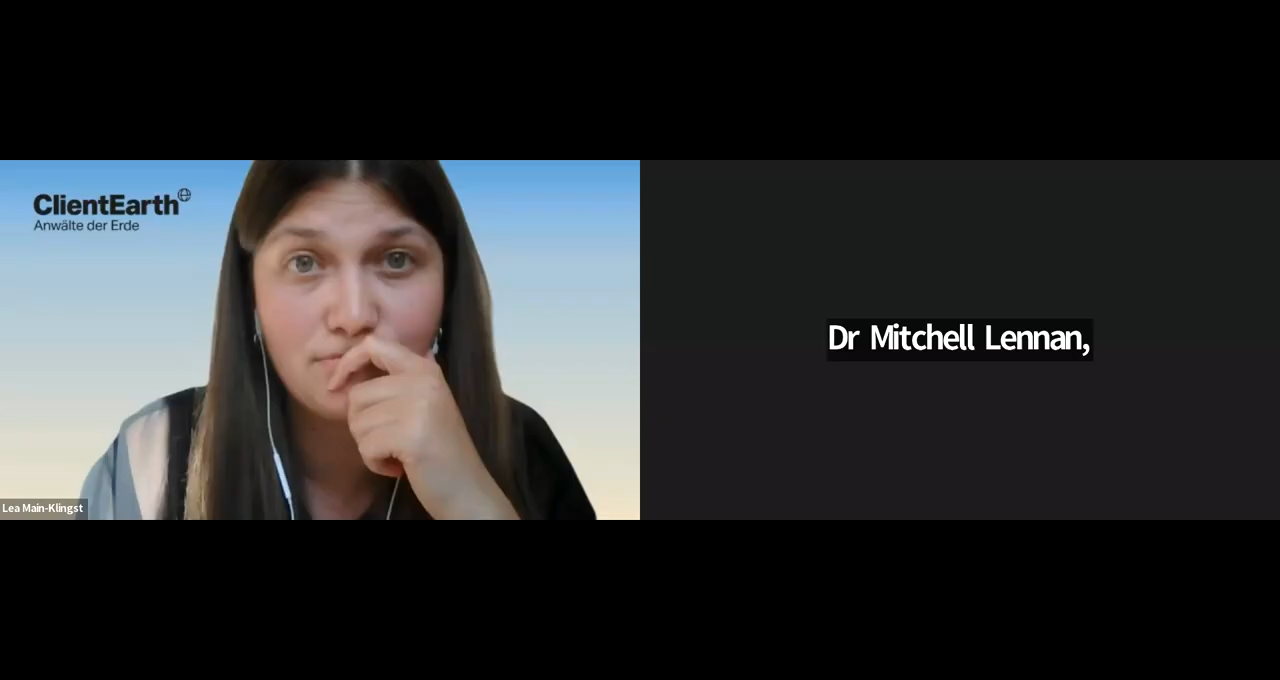 ClientEarth
Anwälte der Erde
Dr Mitchell Lennan,
Lea Main-Klingst